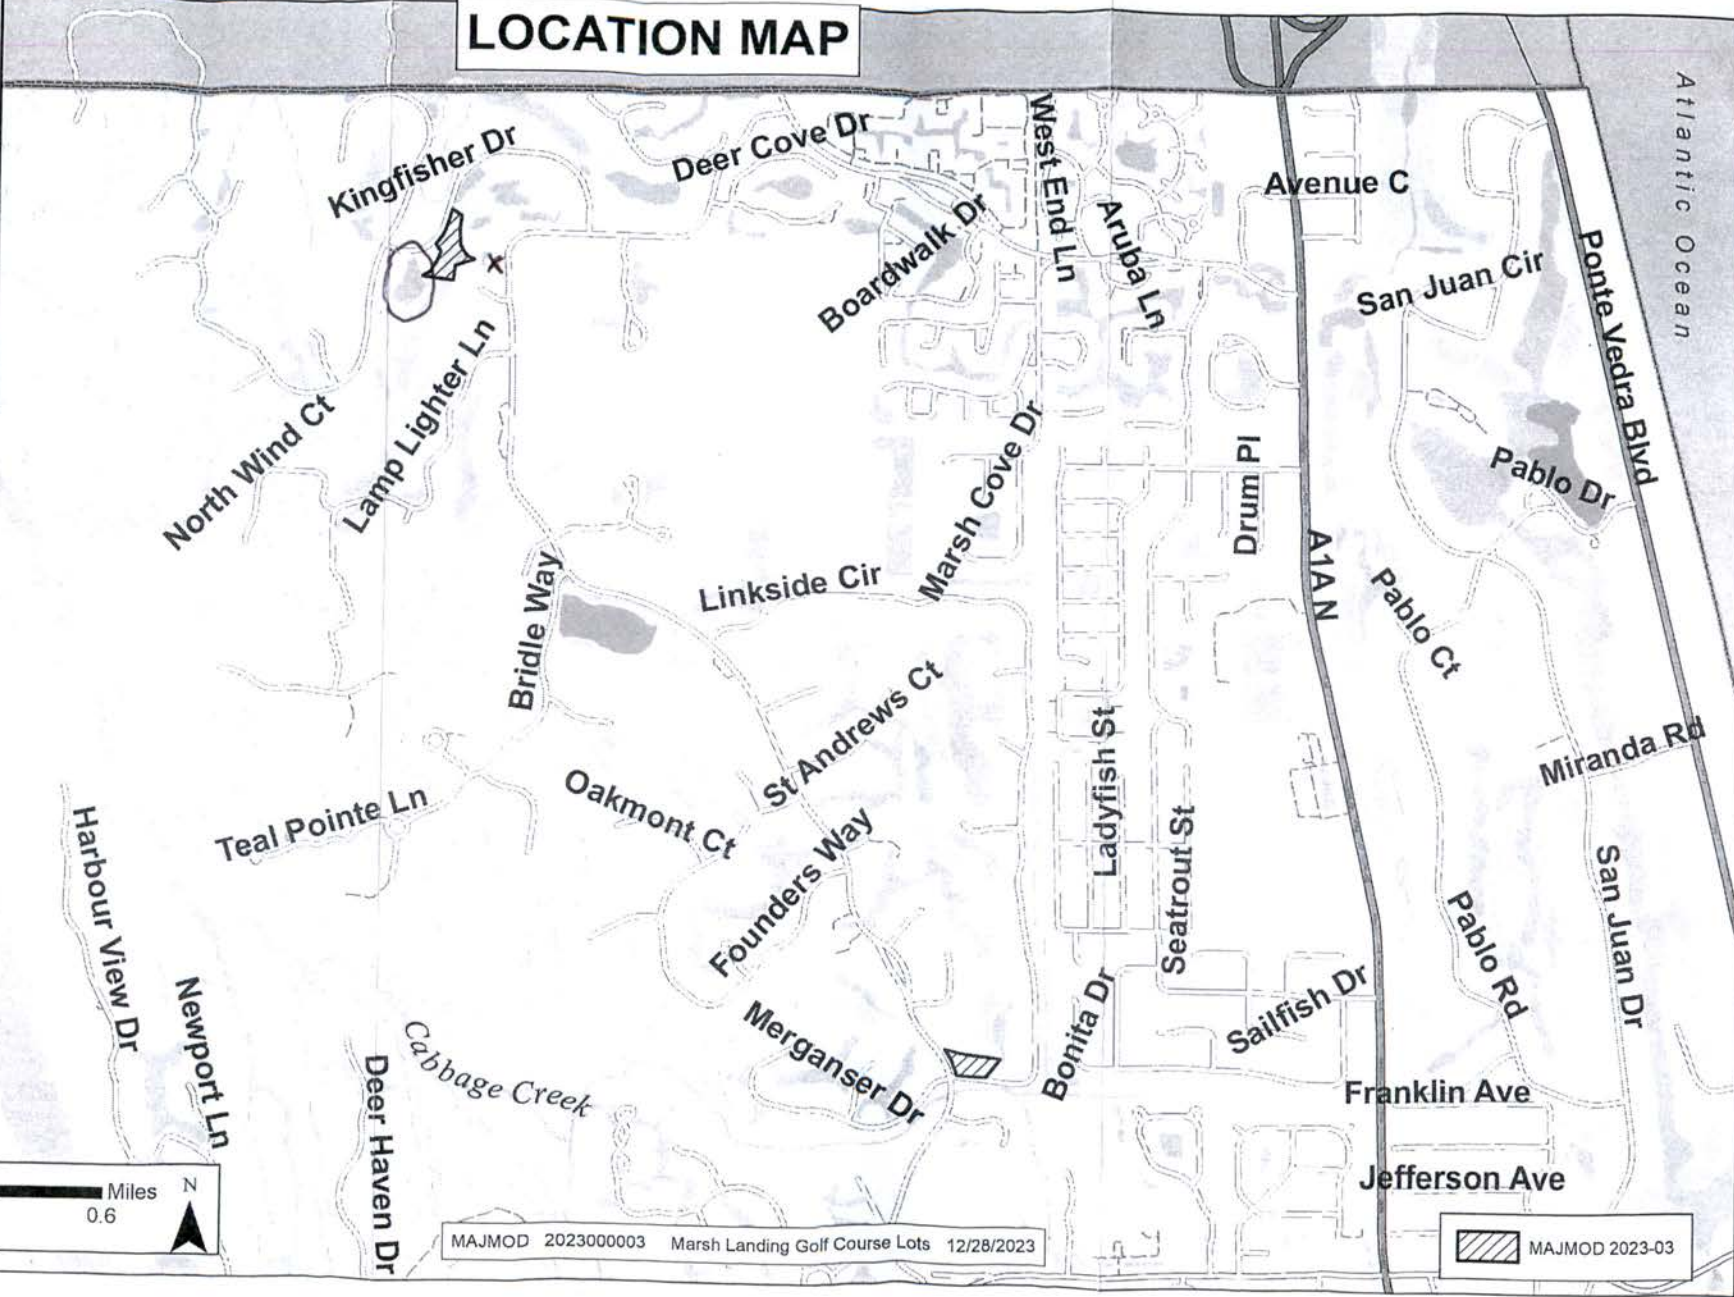 LOCATION MAP
Atlantic Ocean
Kingfisher Dr
Deer Cove Dr
West End Ln
Avenue C
Boardwalk Dr
Aruba Ln
San Juan Cir
Ponte Vedra Blvd
x
Lamp Lighter Ln
North Wind Ct
Marsh Cove Dr
Drum Pl
Pablo Dr
A1A N
Linkside Cir
Bridle Way
Pablo Ct
St Andrews Ct
Ladyfish St
Miranda Rd
Oakmont Ct
Teal Pointe Ln
Harbour View Dr
Founders Way
Seatrout St
San Juan Dr
Pablo Rd
Newport Ln
Merganser Dr
Bonita Dr
Sailfish Dr
Cabbage Creek
Deer Haven Dr
Franklin Ave
Jefferson Ave
Miles
0.6
N
MAJMOD 2023000003 Marsh Landing Golf Course Lots 12/28/2023
MAJMOD 2023-03